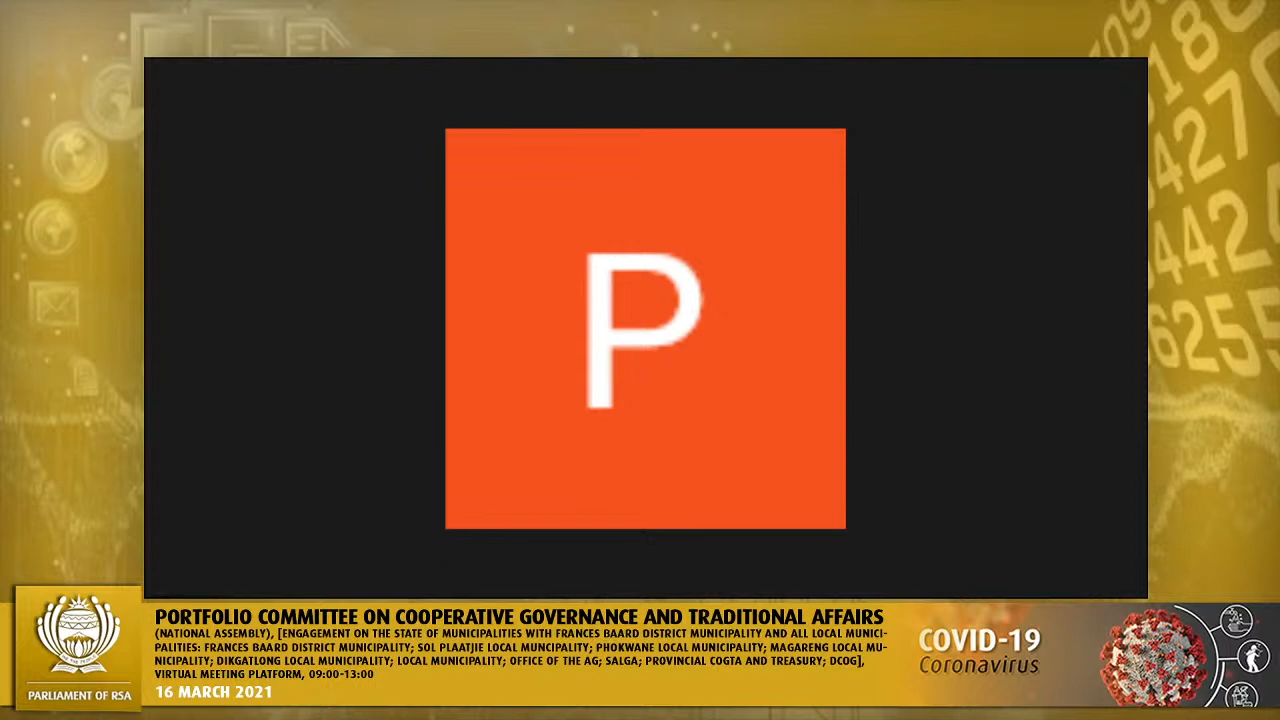 P
PORTFOLIO COMMITTEE ON COOPERATIVE GOVERNANCE AND TRADITIONAL AFFAIRS
(NATIONAL ASSEMBLY), [ENGAGEMENT ON THE STATE OF MUNICIPALITIES WITH FRANCES BAARD DISTRICT MUNICIPALITY AND ALL LOCAL MUNICI-
PALITIES: FRANCES BAARD DISTRICT MUNICIPALITY; SOL PLAATJIE LOCAL MUNCIPALITY; PHOKWANE LOCAL MUNICIPALITY; MAGARENG LOCAL MU-
NICIPALITY; DIKGATLONG LOCAL MUNICIPALITY; LOCAL MUNICIPALITY; OFFICE OF THE AG; SALGA; PROVINCIAL COGTA AND TREASURY; DCOG],
VIRTUAL MEETING PLATFORM, 09:00-13:00
16 MARCH 2021
PARLIAMENT OF RSA
COVID-19
Coronavirus